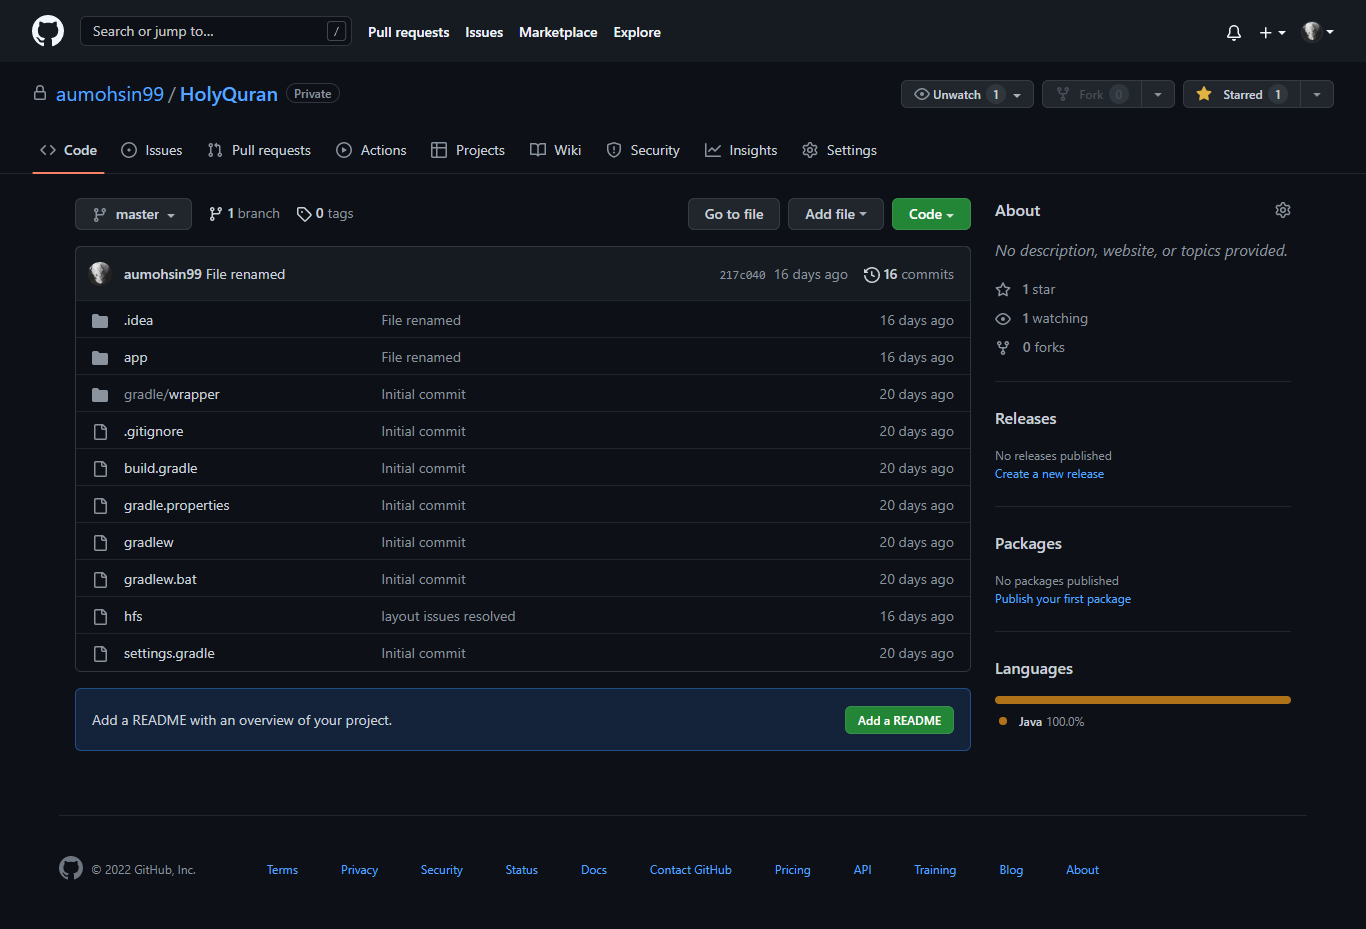 Search or jump to... /
Pull requests Issues Marketplace Explore
aumohsin99 / HolyQuran Private
Unwatch 1 Fork 0 Starred 1
Code Issues Pull requests Actions Projects Wiki Security Insights Settings
master 1 branch 0 tags
Go to file Add file Code
aumohsin99 File renamed 217c040 16 days ago 16 commits
.idea File renamed 16 days ago
app File renamed 16 days ago
gradle/wrapper Initial commit 20 days ago
.gitignore Initial commit 20 days ago
build.gradle Initial commit 20 days ago
gradle.properties Initial commit 20 days ago
gradlew Initial commit 20 days ago
gradlew.bat Initial commit 20 days ago
hfs layout issues resolved 16 days ago
settings.gradle Initial commit 20 days ago
Add a README with an overview of your project. Add a README
About
No description, website, or topics provided.
1 star
1 watching
0 forks
Releases
No releases published
Create a new release
Packages
No packages published
Publish your first package
Languages
Java 100.0%
© 2022 GitHub, Inc. Terms Privacy Security Status Docs Contact GitHub Pricing API Training Blog About